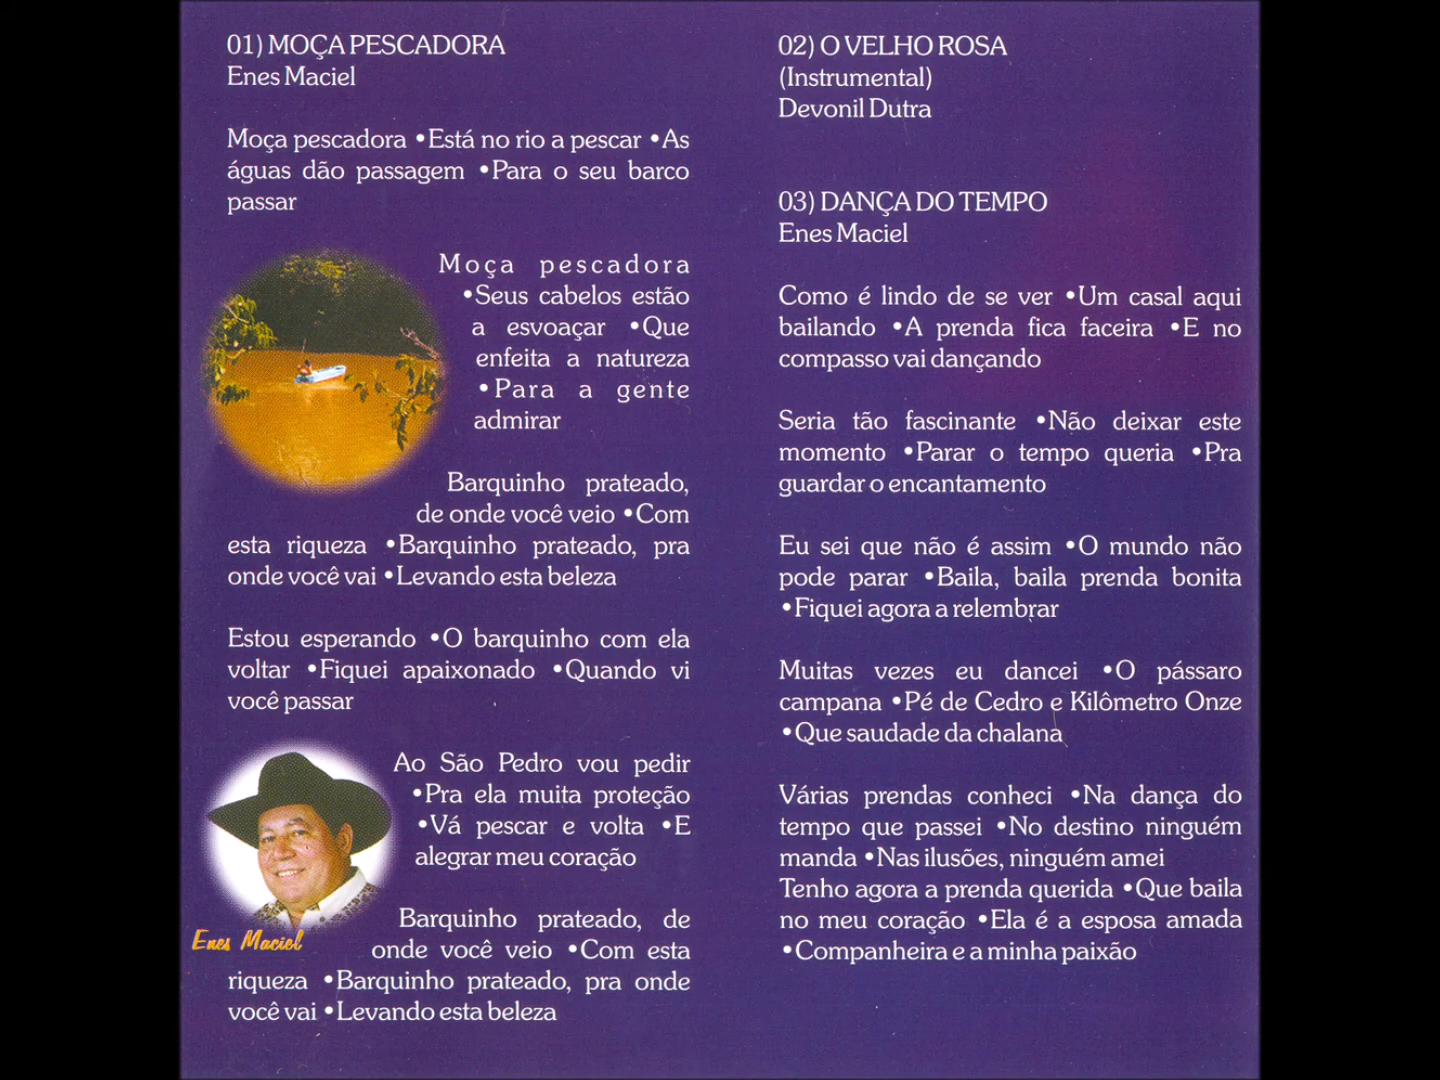 01) MOÇA PESCADORA
Enes Maciel
Moça pescadora •Está no rio a pescar •As
águas dão passagem •Para o seu barco
passar
Moça pescadora
•Seus cabelos estão
a esvoaçar •Que
enfeita a natureza
•Para a gente
admirar
Barquinho prateado,
de onde você veio •Com
esta riqueza •Barquinho prateado, pra
onde você vai •Levando esta beleza
Estou esperando •O barquinho com ela
voltar •Fiquei apaixonado •Quando vi
você passar
Ao São Pedro vou pedir
•Pra ela muita proteção
•Vá pescar e volta •E
alegrar meu coração
Enes Maciel
Barquinho prateado, de
onde você veio •Com esta
riqueza •Barquinho prateado, pra onde
você vai •Levando esta beleza
02) O VELHO ROSA
(Instrumental)
Devonil Dutra
03) DANÇA DO TEMPO
Enes Maciel
Como é lindo de se ver •Um casal aqui
bailando •A prenda fica faceira •E no
compasso vai dançando
Seria tão fascinante •Não deixar este
momento •Parar o tempo queria •Pra
guardar o encantamento
Eu sei que não é assim •O mundo não
pode parar •Baila, baila prenda bonita
•Fiquei agora a relembrar
Muitas vezes eu dancei •O pássaro
campana •Pé de Cedro e Kilômetro Onze
•Que saudade da chalana
Várias prendas conheci •Na dança do
tempo que passei •No destino ninguém
manda •Nas ilusões, ninguém amei
Tenho agora a prenda querida •Que baila
no meu coração •Ela é a esposa amada
•Companheira e a minha paixão